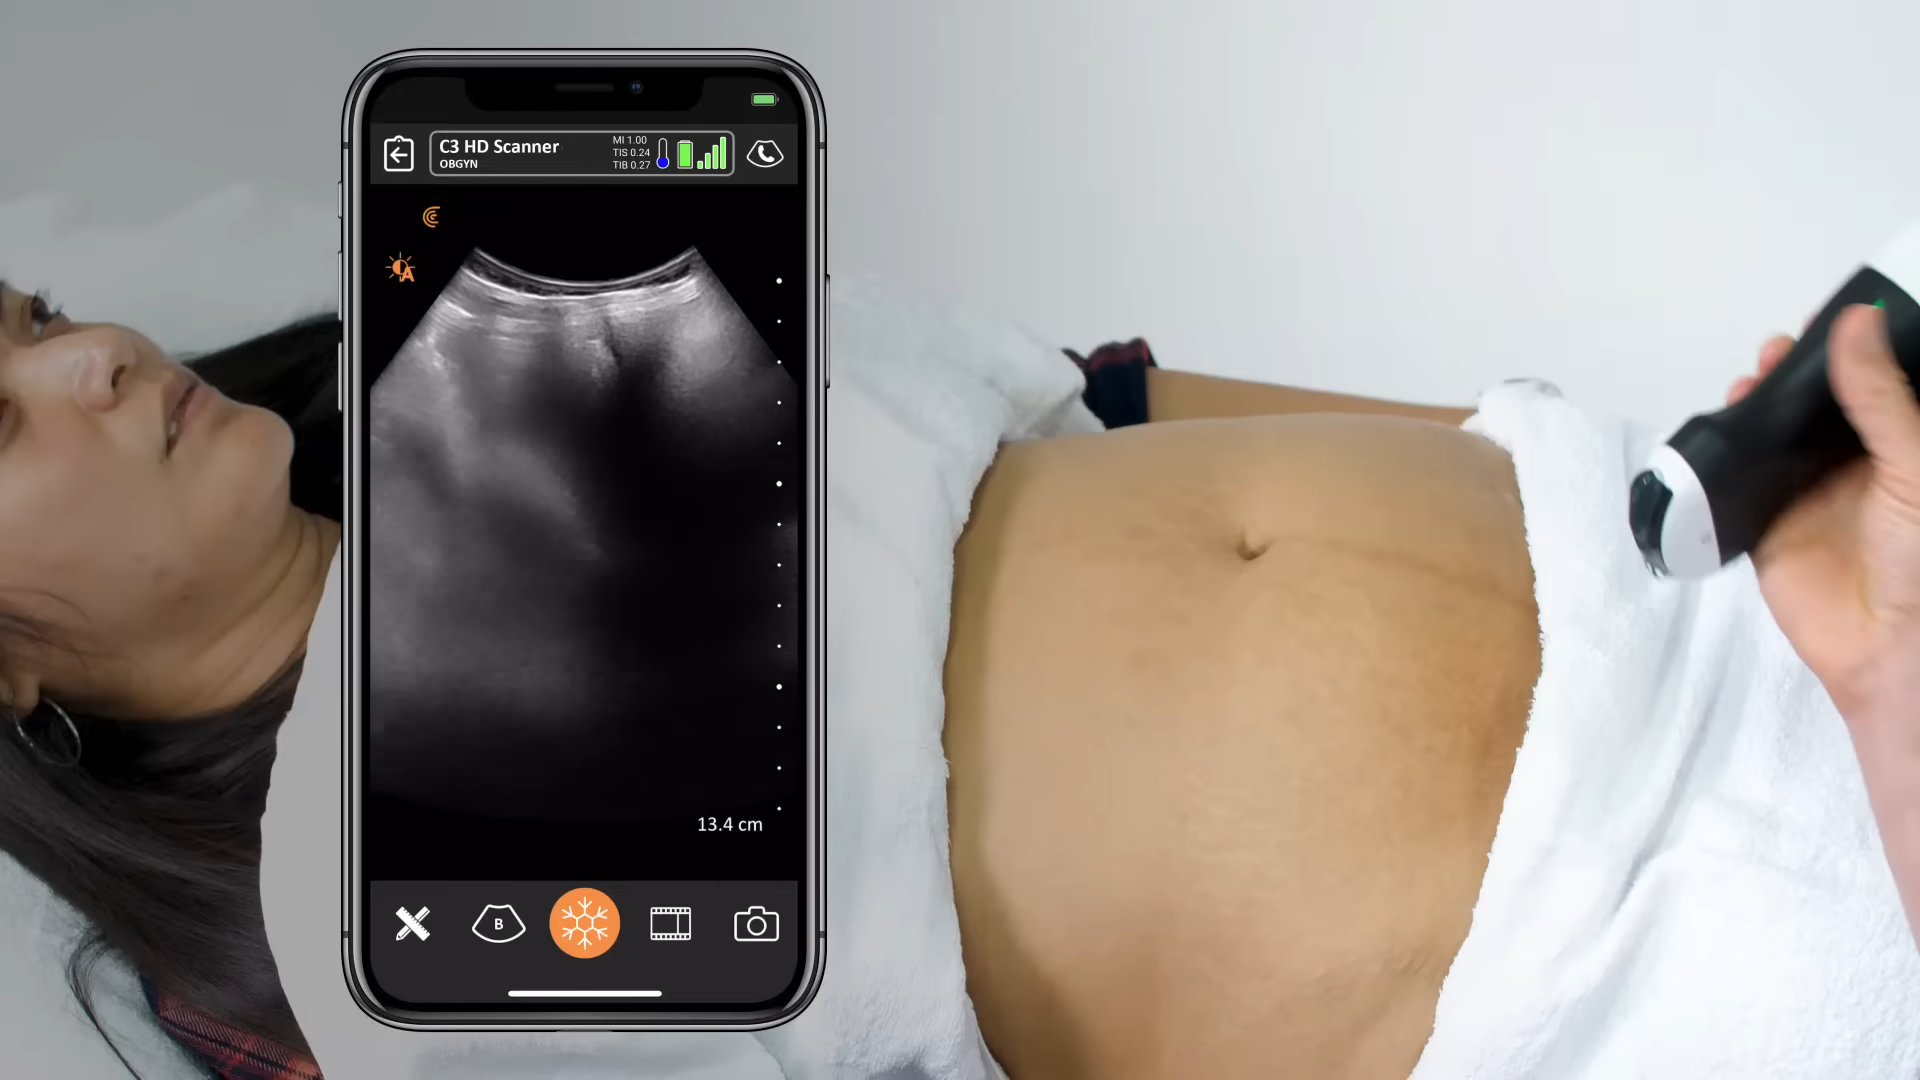 C3 HD Scanner
OBGYN
MI 1.00
TIS 0.24
TIB 0.27
A
13.4 cm
B